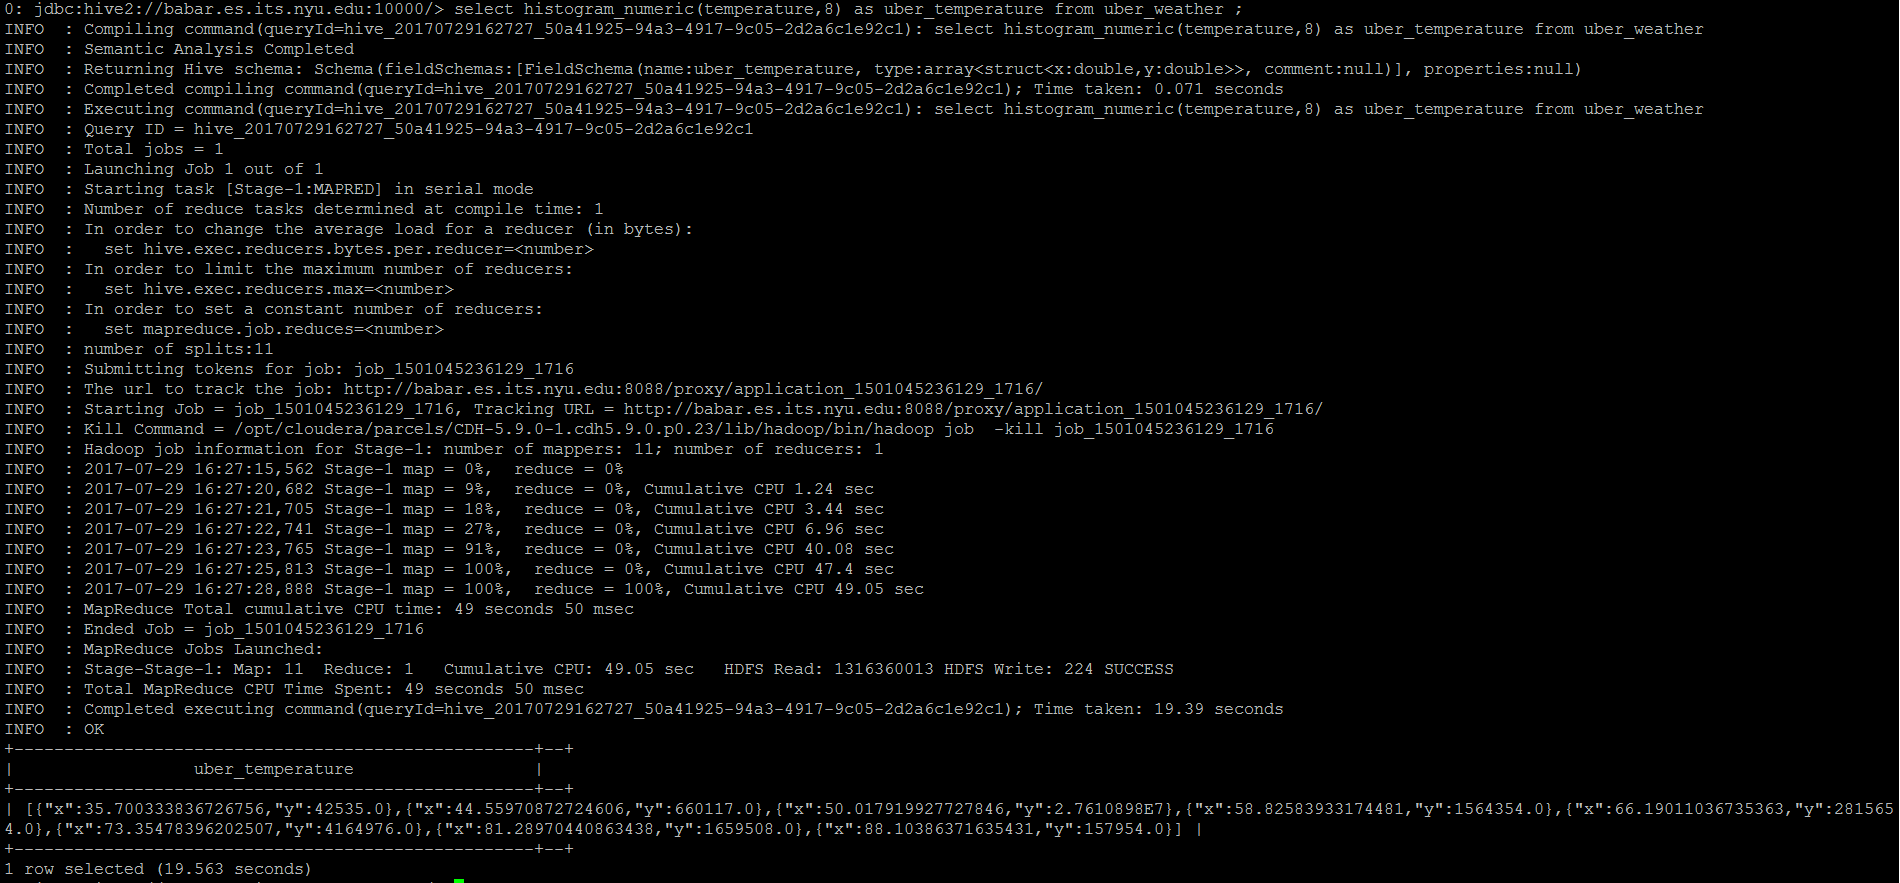 0: jdbc:hive2://babar.es.its.nyu.edu:10000/> select histogram_numeric(temperature,8) as uber_temperature from uber_weather ;
INFO  : Compiling command(queryId=hive_20170729162727_50a41925-94a3-4917-9c05-2d2a6c1e92c1): select histogram_numeric(temperature,8) as uber_temperature from uber_weather
INFO  : Semantic Analysis Completed
INFO  : Returning Hive schema: Schema(fieldSchemas:[FieldSchema(name:uber_temperature, type:array<struct<x:double,y:double>>, comment:null)], properties:null)
INFO  : Completed compiling command(queryId=hive_20170729162727_50a41925-94a3-4917-9c05-2d2a6c1e92c1); Time taken: 0.071 seconds
INFO  : Executing command(queryId=hive_20170729162727_50a41925-94a3-4917-9c05-2d2a6c1e92c1): select histogram_numeric(temperature,8) as uber_temperature from uber_weather
INFO  : Query ID = hive_20170729162727_50a41925-94a3-4917-9c05-2d2a6c1e92c1
INFO  : Total jobs = 1
INFO  : Launching Job 1 out of 1
INFO  : Starting task [Stage-1:MAPRED] in serial mode
INFO  : Number of reduce tasks determined at compile time: 1
INFO  : In order to change the average load for a reducer (in bytes):
INFO  :   set hive.exec.reducers.bytes.per.reducer=<number>
INFO  : In order to limit the maximum number of reducers:
INFO  :   set hive.exec.reducers.max=<number>
INFO  : In order to set a constant number of reducers:
INFO  :   set mapreduce.job.reduces=<number>
INFO  : number of splits:11
INFO  : Submitting tokens for job: job_1501045236129_1716
INFO  : The url to track the job: http://babar.es.its.nyu.edu:8088/proxy/application_1501045236129_1716/
INFO  : Starting Job = job_1501045236129_1716, Tracking URL = http://babar.es.its.nyu.edu:8088/proxy/application_1501045236129_1716/
INFO  : Kill Command = /opt/cloudera/parcels/CDH-5.9.0-1.cdh5.9.0.p0.23/lib/hadoop/bin/hadoop job  -kill job_1501045236129_1716
INFO  : Hadoop job information for Stage-1: number of mappers: 11; number of reducers: 1
INFO  : 2017-07-29 16:27:15,562 Stage-1 map = 0%,  reduce = 0%
INFO  : 2017-07-29 16:27:20,682 Stage-1 map = 9%,  reduce = 0%, Cumulative CPU 1.24 sec
INFO  : 2017-07-29 16:27:21,705 Stage-1 map = 18%,  reduce = 0%, Cumulative CPU 3.44 sec
INFO  : 2017-07-29 16:27:22,741 Stage-1 map = 27%,  reduce = 0%, Cumulative CPU 6.96 sec
INFO  : 2017-07-29 16:27:23,765 Stage-1 map = 91%,  reduce = 0%, Cumulative CPU 40.08 sec
INFO  : 2017-07-29 16:27:25,813 Stage-1 map = 100%,  reduce = 0%, Cumulative CPU 47.4 sec
INFO  : 2017-07-29 16:27:28,888 Stage-1 map = 100%,  reduce = 100%, Cumulative CPU 49.05 sec
INFO  : MapReduce Total cumulative CPU time: 49 seconds 50 msec
INFO  : Ended Job = job_1501045236129_1716
INFO  : MapReduce Jobs Launched:
INFO  : Stage-Stage-1: Map: 11  Reduce: 1   Cumulative CPU: 49.05 sec   HDFS Read: 1316360013 HDFS Write: 224 SUCCESS
INFO  : Total MapReduce CPU Time Spent: 49 seconds 50 msec
INFO  : Completed executing command(queryId=hive_20170729162727_50a41925-94a3-4917-9c05-2d2a6c1e92c1); Time taken: 19.39 seconds
INFO  : OK
+----------------------------------------------------+--+
|                  uber_temperature                  |
+----------------------------------------------------+--+
| [{"x":35.700333836726756,"y":42535.0},{"x":44.55970872724606,"y":660117.0},{"x":50.017919927727846,"y":2.7610898E7},{"x":58.82583933174481,"y":1564354.0},{"x":66.19011036735363,"y":281565
4.0},{"x":73.35478396202507,"y":4164976.0},{"x":81.28970440863438,"y":1659508.0},{"x":88.10386371635431,"y":157954.0}] |
+----------------------------------------------------+--+
1 row selected (19.563 seconds)